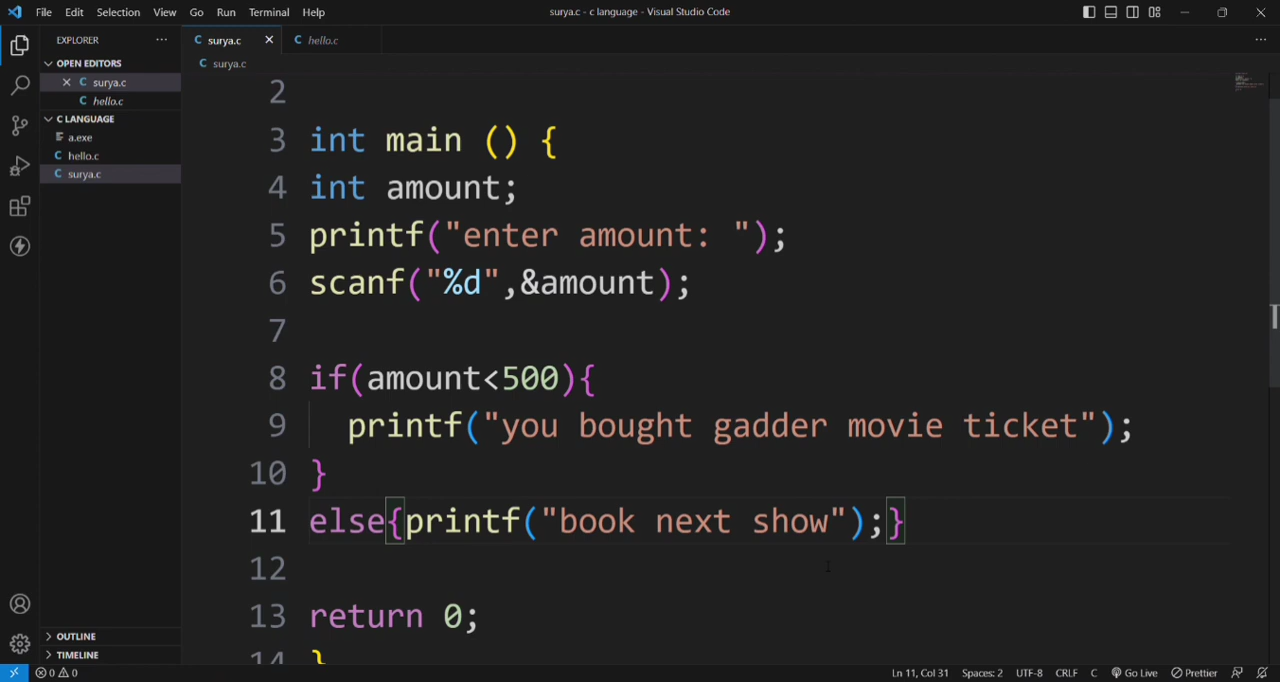 File Edit Selection View Go Run Terminal Help
surya.c - c language - Visual Studio Code
EXPLORER
OPEN EDITORS
surya.c
hello.c
C LANGUAGE
a.exe
hello.c
surya.c
OUTLINE
TIMELINE
surya.c
hello.c
surya.c
2
3 int main () {
4 int amount;
5 printf("enter amount: ");
6 scanf("%d",&amount);
7
8 if(amount<500){
9 printf("you bought gadder movie ticket");
10 }
11 else{printf("book next show");}
12
13 return 0;
14 }
0 0
Ln 11, Col 31 Spaces: 2 UTF-8 CRLF C Go Live Prettier